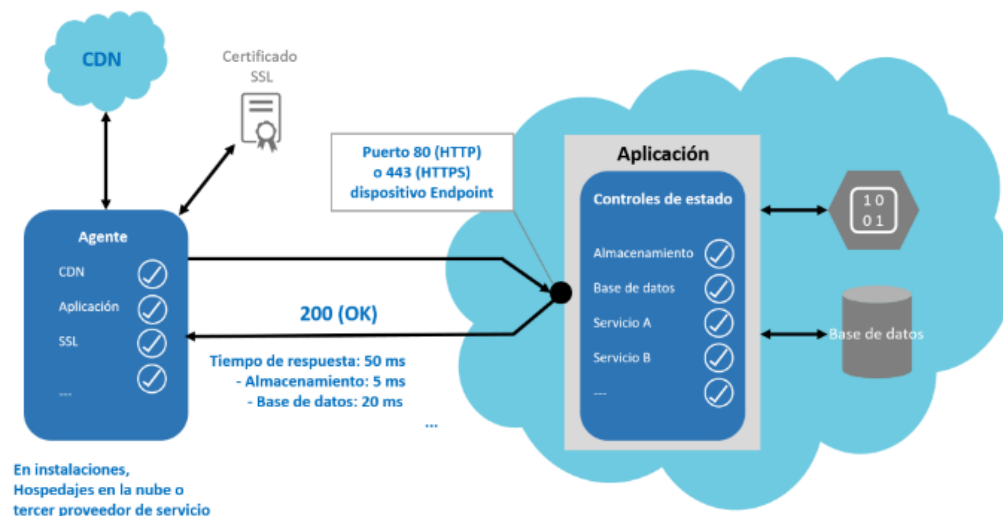 CDN
Certificado
SSL
Puerto 80 (HTTP)
o 443 (HTTPS)
dispositivo Endpoint
Aplicación
Controles de estado
Almacenamiento
Base de datos
Servicio A
Servicio B
---
1 0
0 1
Base de datos
Agente
CDN
Aplicación
SSL
---
200 (OK)
Tiempo de respuesta: 50 ms
- Almacenamiento: 5 ms
- Base de datos: 20 ms
...
En instalaciones,
Hospedajes en la nube o
tercer proveedor de servicio